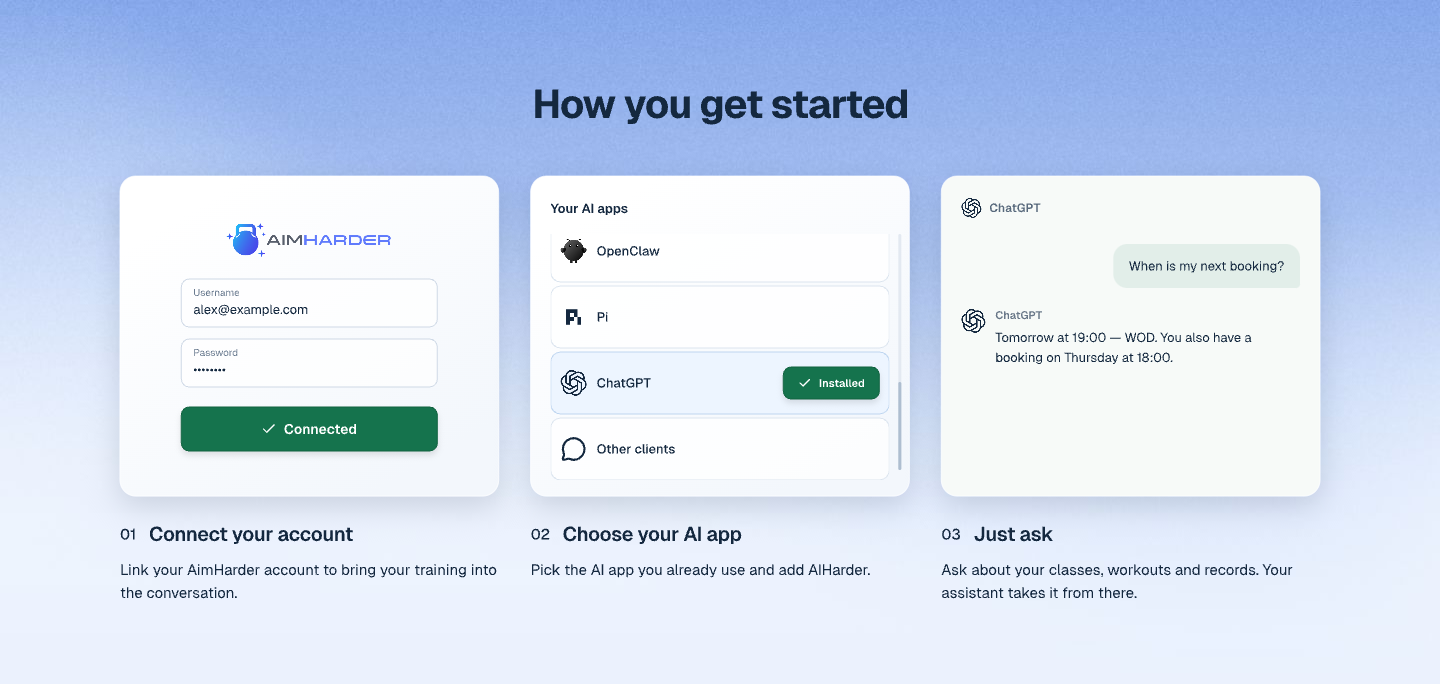 How you get started
AIMHARDER
Username
alex@example.com
Password
••••••••
Connected
01 Connect your account
Link your AimHarder account to bring your training into
the conversation.
Your AI apps
OpenClaw
Pi
ChatGPT
Installed
Other clients
02 Choose your AI app
Pick the AI app you already use and add AIHarder.
ChatGPT
When is my next booking?
ChatGPT
Tomorrow at 19:00 — WOD. You also have a
booking on Thursday at 18:00.
03 Just ask
Ask about your classes, workouts and records. Your
assistant takes it from there.